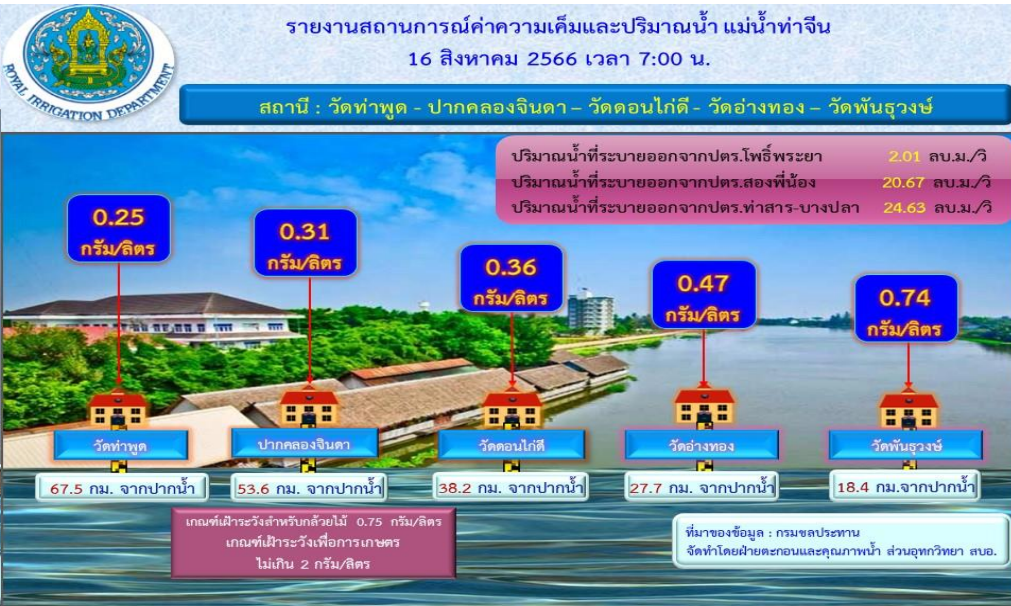 รายงานสถานการณ์ค่าความเค็มและปริมาณน้ำ แม่น้ำท่าจีน
16 สิงหาคม 2566 เวลา 7:00 น.
ROYAL IRRIGATION DEPARTMENT
สถานี : วัดท่าพูด - ปากคลองจินดา – วัดดอนไก่ดี - วัดอ่างทอง – วัดพันธุวงษ์
ปริมาณน้ำที่ระบายออกจากปตร.โพธิ์พระยา 2.01 ลบ.ม./วิ
ปริมาณน้ำที่ระบายออกจากปตร.สองพี่น้อง 20.67 ลบ.ม./วิ
ปริมาณน้ำที่ระบายออกจากปตร.ท่าสาร-บางปลา 24.63 ลบ.ม./วิ
0.25
กรัม/ลิตร
0.31
กรัม/ลิตร
0.36
กรัม/ลิตร
0.47
กรัม/ลิตร
0.74
กรัม/ลิตร
วัดท่าพูด
ปากคลองจินดา
วัดดอนไก่ดี
วัดอ่างทอง
วัดพันธุวงษ์
67.5 กม. จากปากน้ำ
53.6 กม. จากปากน้ำ
38.2 กม. จากปากน้ำ
27.7 กม. จากปากน้ำ
18.4 กม.จากปากน้ำ
เกณฑ์เฝ้าระวังสำหรับกล้วยไม้ 0.75 กรัม/ลิตร
เกณฑ์เฝ้าระวังเพื่อการเกษตร
ไม่เกิน 2 กรัม/ลิตร
ที่มาของข้อมูล : กรมชลประทาน
จัดทำโดยฝ่ายตะกอนและคุณภาพน้ำ ส่วนอุทกวิทยา สบอ.